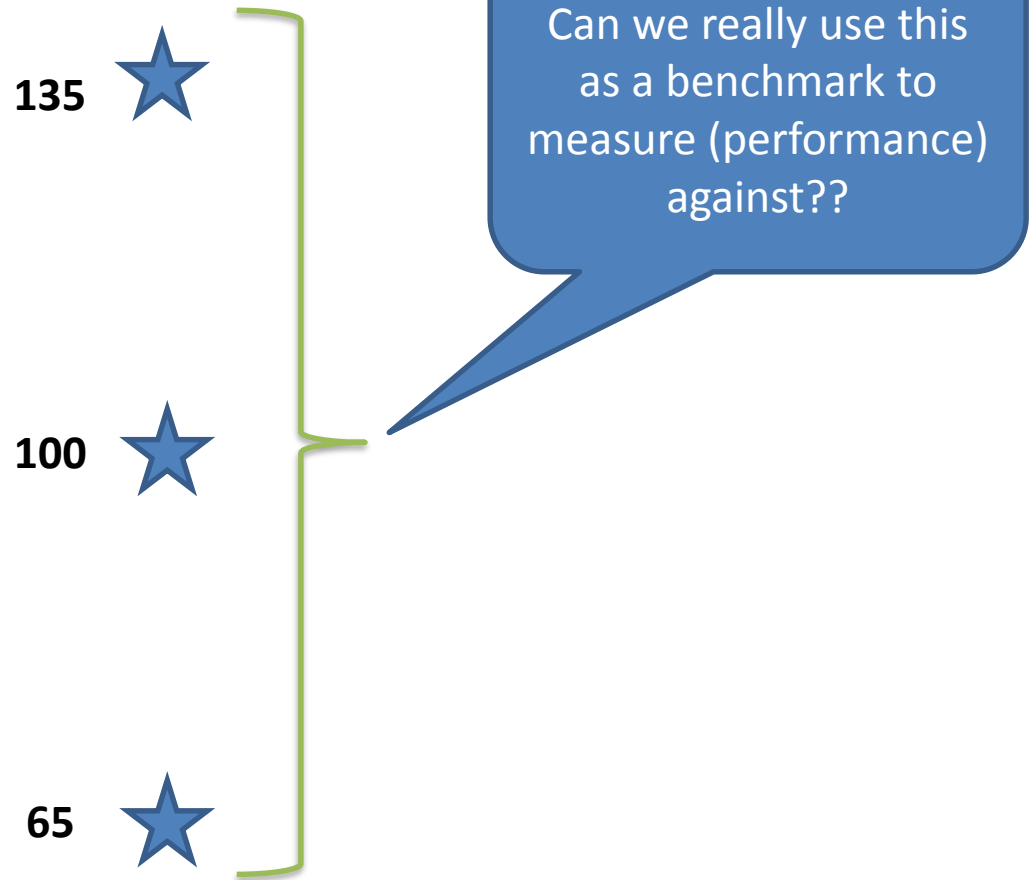 135
Can we really use this
as a benchmark to
measure (performance)
against??
100
65